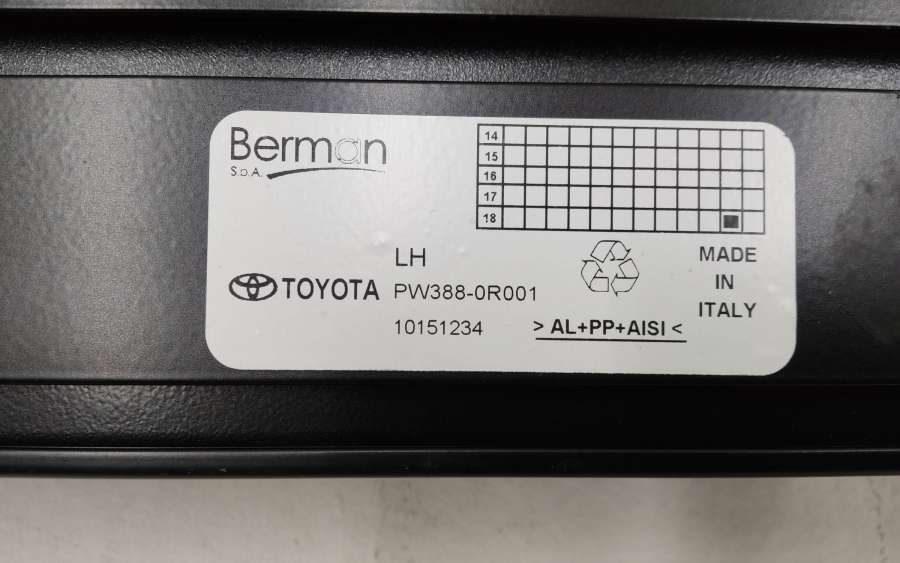 Berman
S.p.A.
14
15
16
17
18
LH
TOYOTA PW388-0R001
10151234
> AL+PP+AISI <
MADE
IN
ITALY